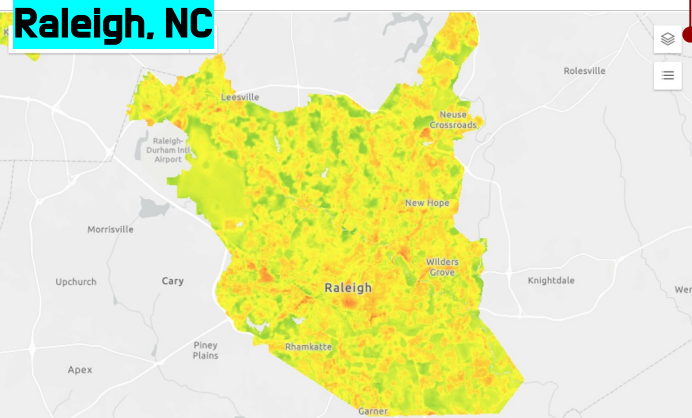 Raleigh, NC
Rolesville
Leesville
Neuse
Crossroads
Raleigh-
Durham Intl
Airport
New Hope
Morrisville
Wilders
Grove
Upchurch
Cary
Raleigh
Knightdale
Wen
Piney
Plains
Rhamkatte
Apex
Garner